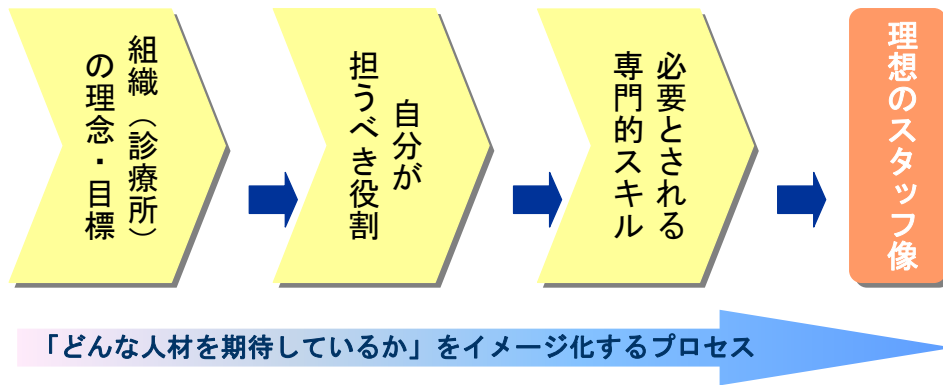 組織（診療所）
の理念・目標
自分が
担うべき役割
必要とされる
専門的スキル
理想のスタッフ像
「どんな人材を期待しているか」をイメージ化するプロセス